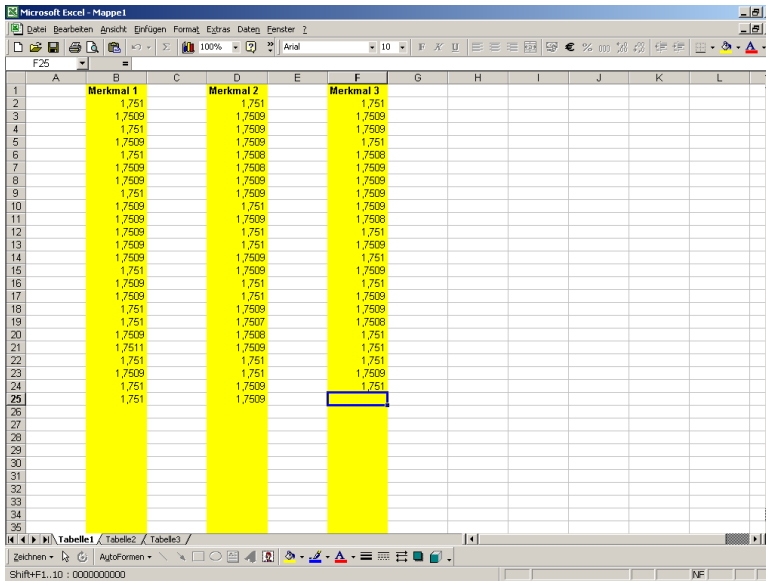 Microsoft Excel - Mappe1
Datei Bearbeiten Ansicht Einfügen Format Extras Daten Fenster ?
100% Arial 10 F K U € % 000
F25 =
A B C D E F G H I J K L
1 Merkmal 1 Merkmal 2 Merkmal 3
2 1,751 1,751 1,751
3 1,7509 1,7509 1,7509
4 1,751 1,7509 1,7509
5 1,7509 1,7509 1,751
6 1,751 1,7508 1,7508
7 1,7509 1,7508 1,7509
8 1,7509 1,7509 1,7509
9 1,751 1,7509 1,7509
10 1,7509 1,751 1,7509
11 1,7509 1,7509 1,7508
12 1,7509 1,751 1,751
13 1,7509 1,751 1,7509
14 1,7509 1,7509 1,751
15 1,751 1,7509 1,7509
16 1,7509 1,751 1,751
17 1,7509 1,751 1,7509
18 1,751 1,7509 1,7509
19 1,751 1,7507 1,7508
20 1,7509 1,7508 1,751
21 1,7511 1,7509 1,751
22 1,751 1,751 1,751
23 1,7509 1,751 1,7509
24 1,751 1,7509 1,751
25 1,751 1,7509
26
27
28
29
30
31
32
33
34
35
Tabelle1 Tabelle2 Tabelle3
Zeichnen AutoFormen
Shift+F1..10 : 0000000000 NF